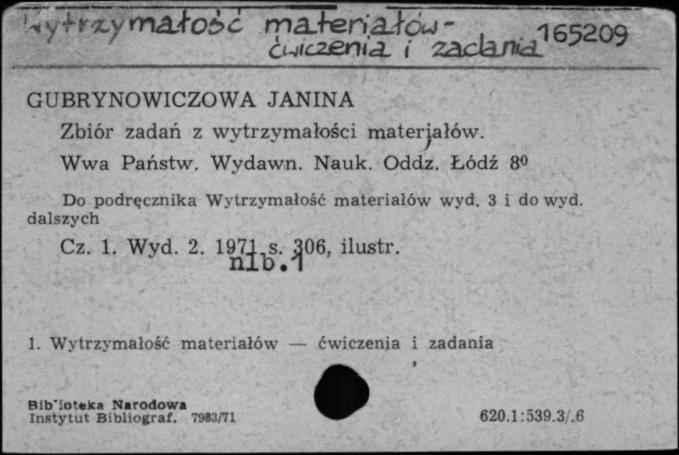 Wytrzymałość materiałów-
ćwiczenia i zadania 165209
GUBRYNOWICZOWA JANINA
Zbiór zadań z wytrzymałości materjałów.
Wwa Państw. Wydawn. Nauk. Oddz. Łódź 8⁰
Do podręcznika Wytrzymałość materiałów wyd. 3 i do wyd.
dalszych
Cz. 1. Wyd. 2. 1971 s. 306, ilustr.
nlb.1
1. Wytrzymałość materiałów — ćwiczenia i zadania
Bib'ioteka Narodowa
Instytut Bibliograf. 7983/71
620.1:539.3/.6